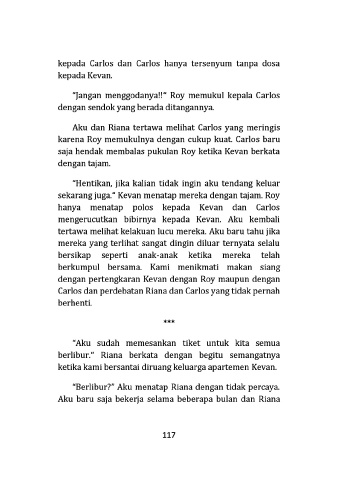 kepada Carlos dan Carlos hanya tersenyum tanpa dosa
kepada Kevan.
"Jangan menggodanya!!" Roy memukul kepala Carlos
dengan sendok yang berada ditangannya.
Aku dan Riana tertawa melihat Carlos yang meringis
karena Roy memukulnya dengan cukup kuat. Carlos baru
saja hendak membalas pukulan Roy ketika Kevan berkata
dengan tajam.
"Hentikan, jika kalian tidak ingin aku tendang keluar
sekarang juga." Kevan menatap mereka dengan tajam. Roy
hanya menatap polos kepada Kevan dan Carlos
mengerucutkan bibirnya kepada Kevan. Aku kembali
tertawa melihat kelakuan lucu mereka. Aku baru tahu jika
mereka yang terlihat sangat dingin diluar ternyata selalu
bersikap seperti anak-anak ketika mereka telah
berkumpul bersama. Kami menikmati makan siang
dengan pertengkaran Kevan dengan Roy maupun dengan
Carlos dan perdebatan Riana dan Carlos yang tidak pernah
berhenti.
***
"Aku sudah memesankan tiket untuk kita semua
berlibur." Riana berkata dengan begitu semangatnya
ketika kami bersantai diruang keluarga apartemen Kevan.
"Berlibur?" Aku menatap Riana dengan tidak percaya.
Aku baru saja bekerja selama beberapa bulan dan Riana
117